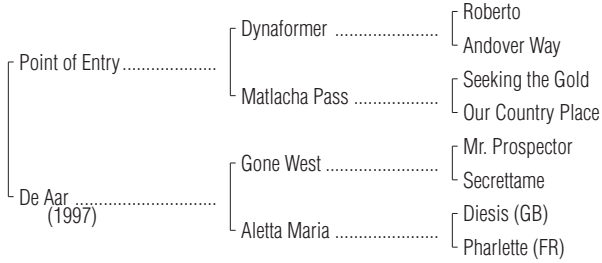 Roberto
Dynaformer ..................
Andover Way
Point of Entry................
Seeking the Gold
Matlacha Pass ...............
Our Country Place
Mr. Prospector
Gone West ...................
Secrettame
De Aar ........................
(1997)
Diesis (GB)
Aletta Maria ..................
Pharlette (FR)